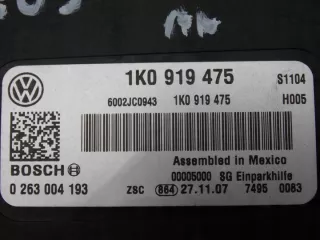 1K0 919 475 S1104
6002JC0943 1K0 919 475 H005
BOSCH
Assembled in Mexico
00005000 SG Einparkhilfe
0 263 004 193 ZSC 864 27.11.07 7495 0083